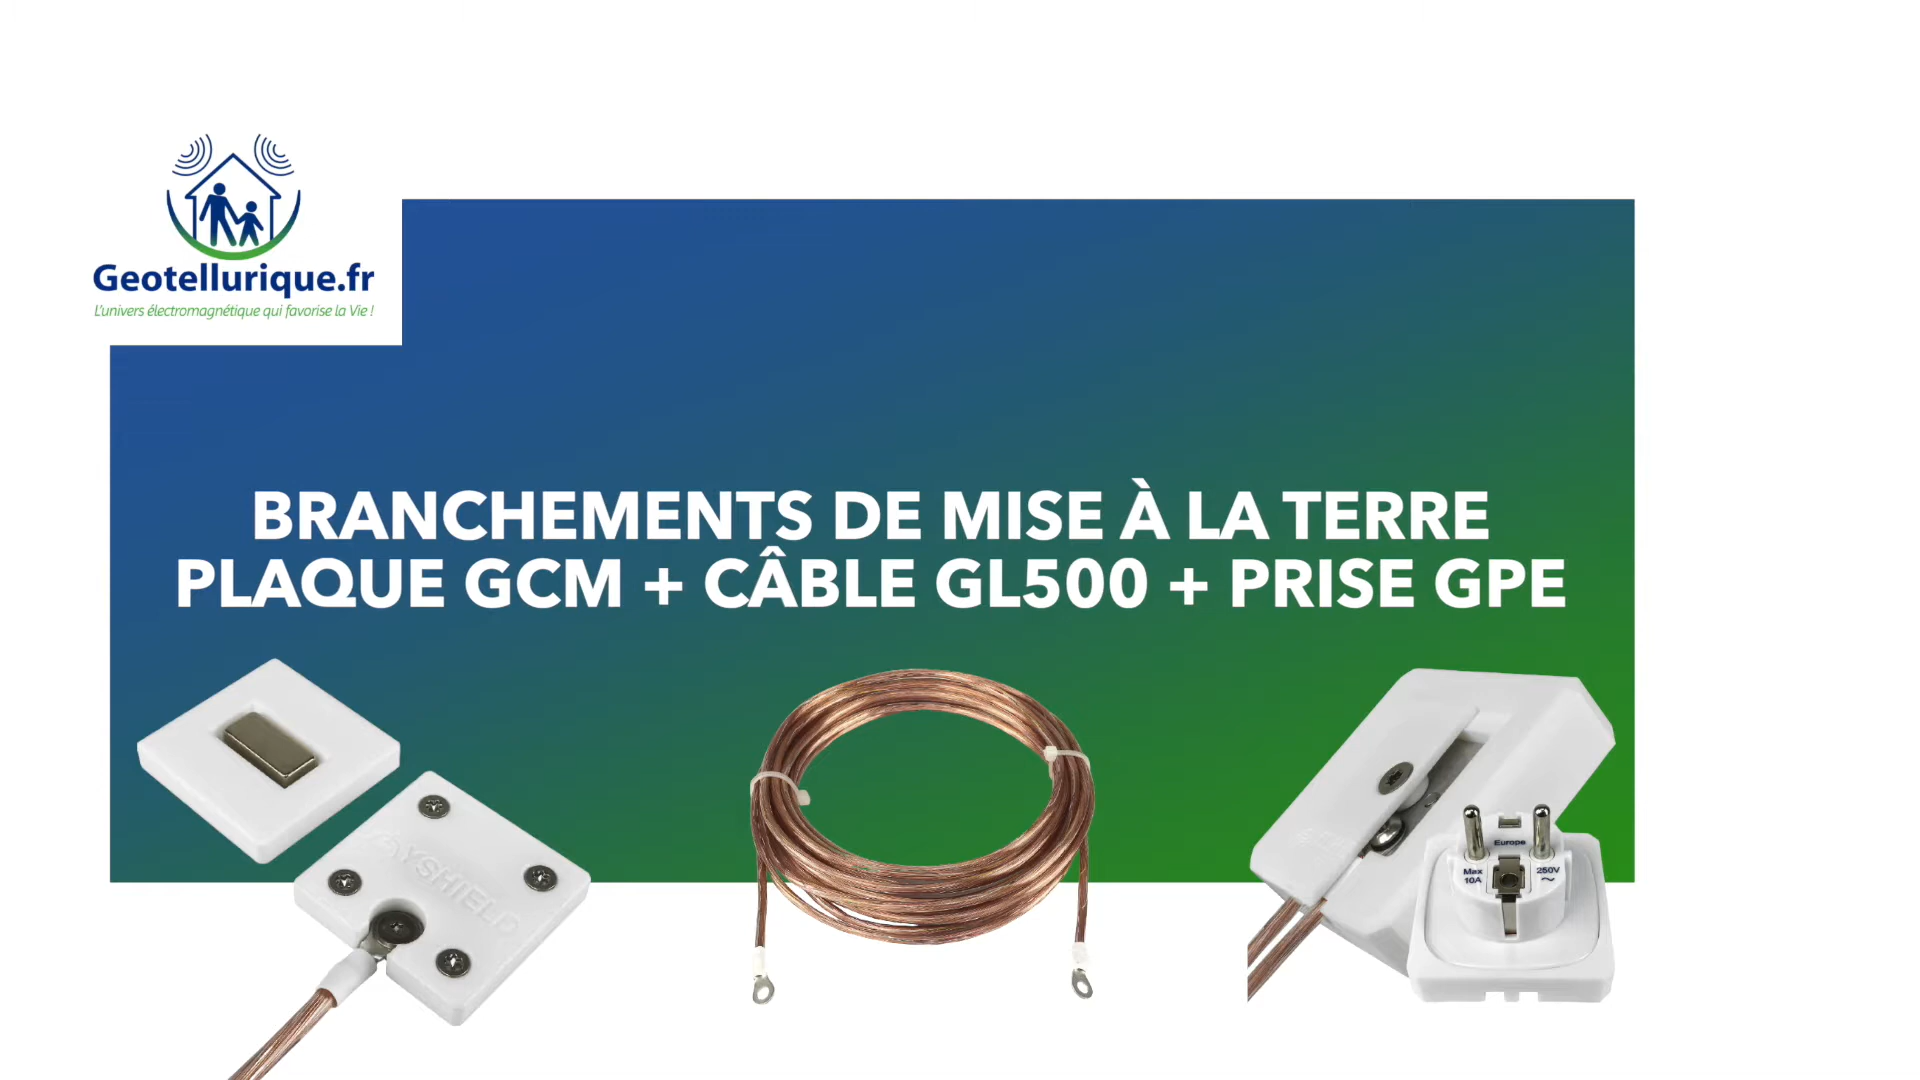 Geotellurique.fr
L'univers électromagnétique qui favorise la Vie !
BRANCHEMENTS DE MISE À LA TERRE
PLAQUE GCM + CÂBLE GL500 + PRISE GPE
YSHIELD
Europe
Max
10A
250V